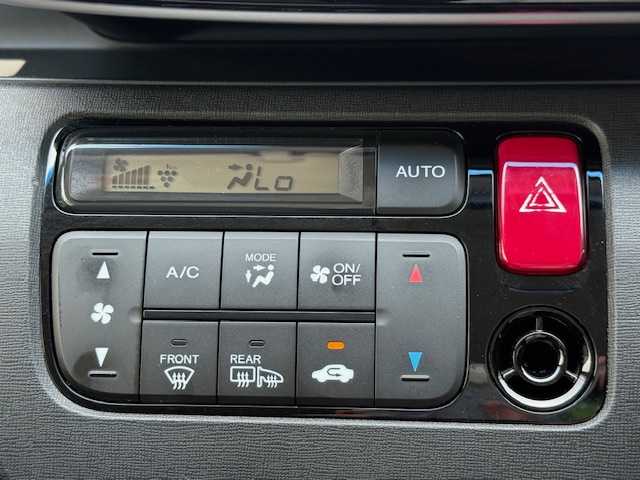 Lo
AUTO
A/C
MODE
ON/
OFF
FRONT
REAR